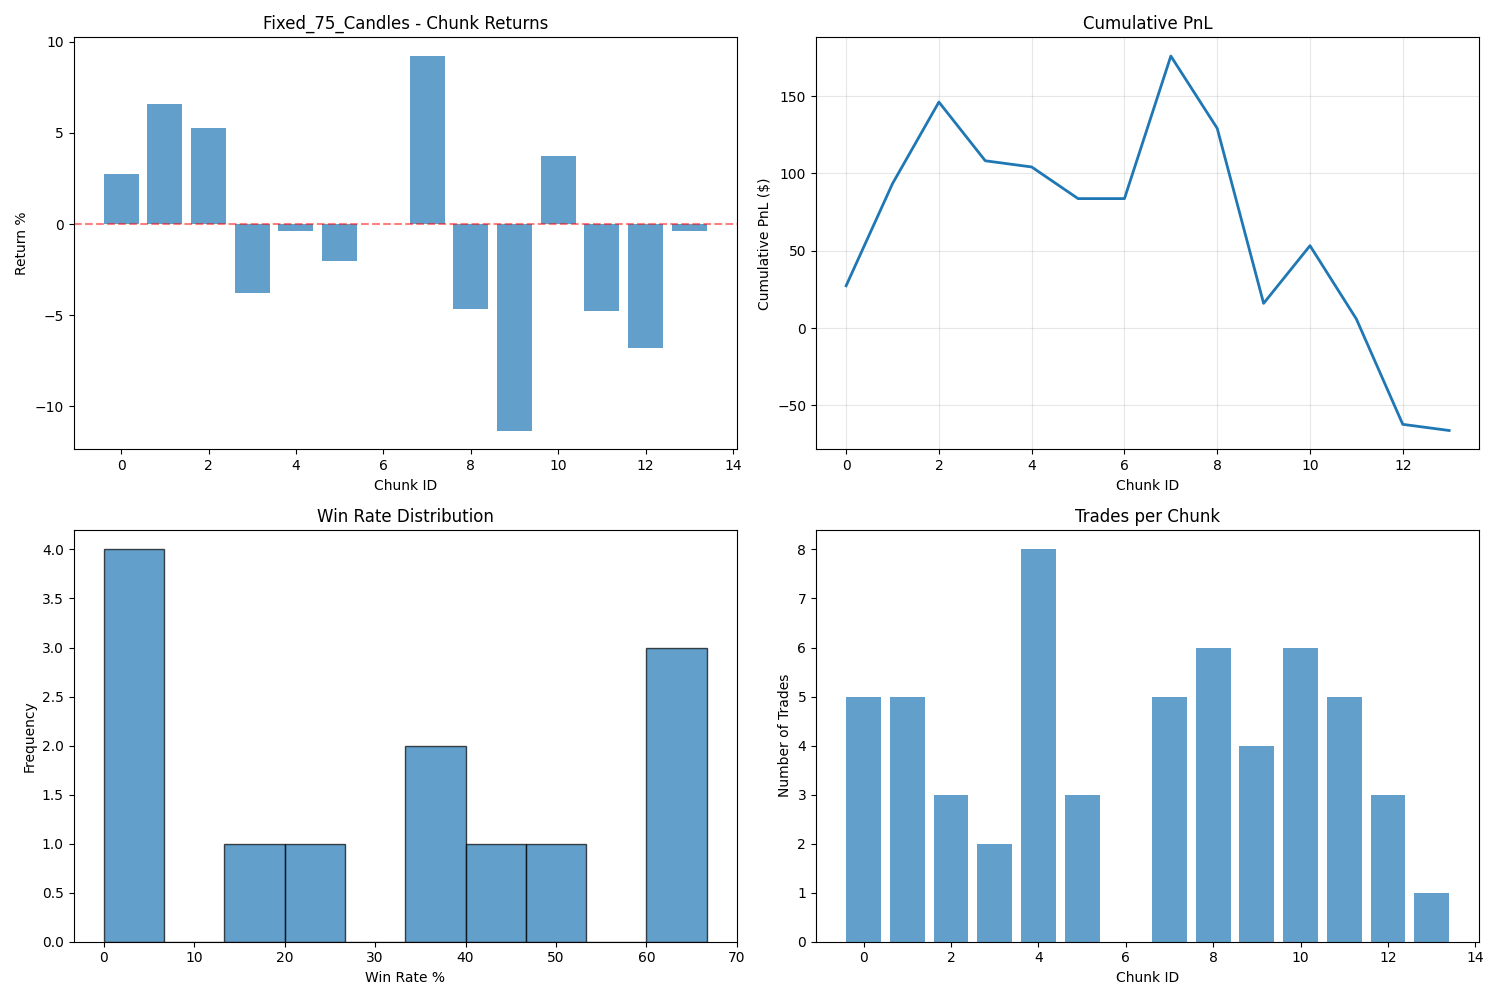 Fixed_75_Candles - Chunk Returns
Return %
10
5
0
−5
−10
0 2 4 6 8 10 12 14
Chunk ID
Cumulative PnL
Cumulative PnL ($)
150
100
50
0
−50
0 2 4 6 8 10 12
Chunk ID
Win Rate Distribution
Frequency
4.0
3.5
3.0
2.5
2.0
1.5
1.0
0.5
0.0
0 10 20 30 40 50 60 70
Win Rate %
Trades per Chunk
Number of Trades
8
7
6
5
4
3
2
1
0
0 2 4 6 8 10 12 14
Chunk ID